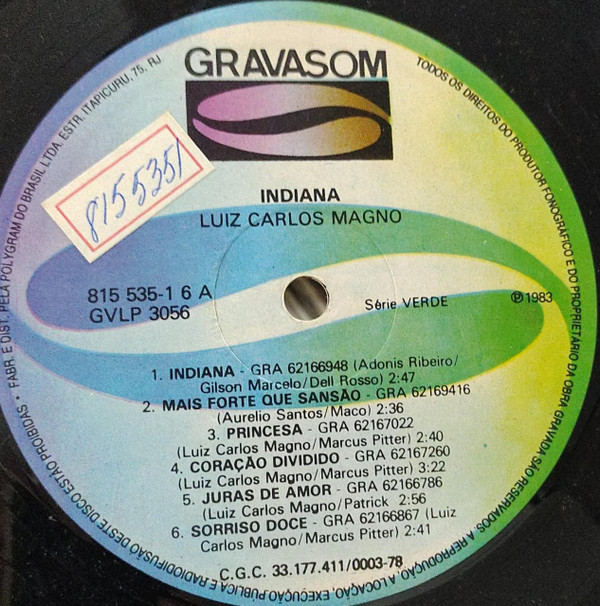 GRAVASOM
8155351
INDIANA
LUIZ CARLOS MAGNO
815 535-1 6 A
GVLP 3056
Série VERDE
℗1983
1. INDIANA - GRA 62166948 (Adonis Ribeiro/
Gilson Marcelo/Dell Rosso) 2:47
2. MAIS FORTE QUE SANSÃO - GRA 62169416
(Aurelio Santos/Maco) 2:36
3. PRINCESA - GRA 62167022
(Luiz Carlos Magno/Marcus Pitter) 2:40
4. CORAÇÃO DIVIDIDO - GRA 62167260
(Luiz Carlos Magno/Marcus Pitter) 3:22
5. JURAS DE AMOR - GRA 62166786
(Luiz Carlos Magno/Patrick 2:56
6. SORRISO DOCE - GRA 62166867 (Luiz
Carlos Magno/Marcus Pitter) 2:41
C.G.C. 33.177.411/0003-78
TODOS OS DIREITOS DO PRODUTOR FONOGRÁFICO E DO PROPRIETÁRIO DA OBRA GRAVADA SÃO RESERVADOS. A REPRODUÇÃO, A LOCAÇÃO, EXECUÇÃO PÚBLICA E RADIODIFUSÃO DESTE DISCO ESTÃO PROIBIDAS • FABR. E DIST. PELA POLYGRAM DO BRASIL LTDA. ESTR. ITAPICURU, 75, RJ